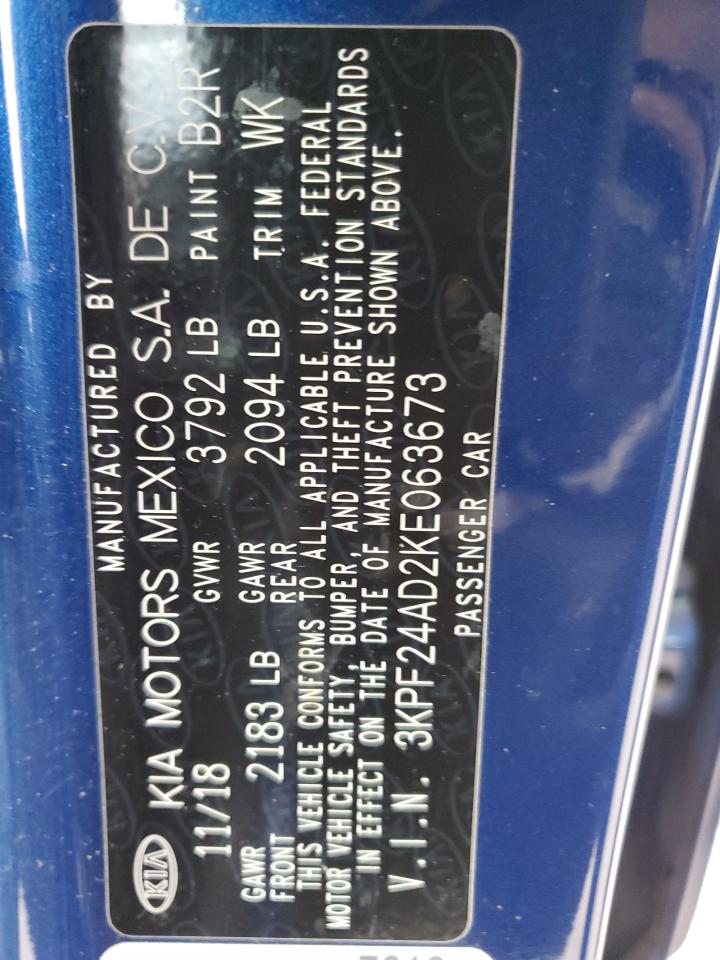 MANUFACTURED BY
KIA KIA MOTORS MEXICO S.A. DE C.V.
11/18 GVWR 3792 LB PAINT B2R
GAWR FRONT 2183 LB GAWR REAR 2094 LB TRIM WK
THIS VEHICLE CONFORMS TO ALL APPLICABLE U.S.A. FEDERAL
MOTOR VEHICLE SAFETY, BUMPER, AND THEFT PREVENTION STANDARDS
IN EFFECT ON THE DATE OF MANUFACTURE SHOWN ABOVE.
V.I.N. 3KPF24AD2KE063673
PASSENGER CAR